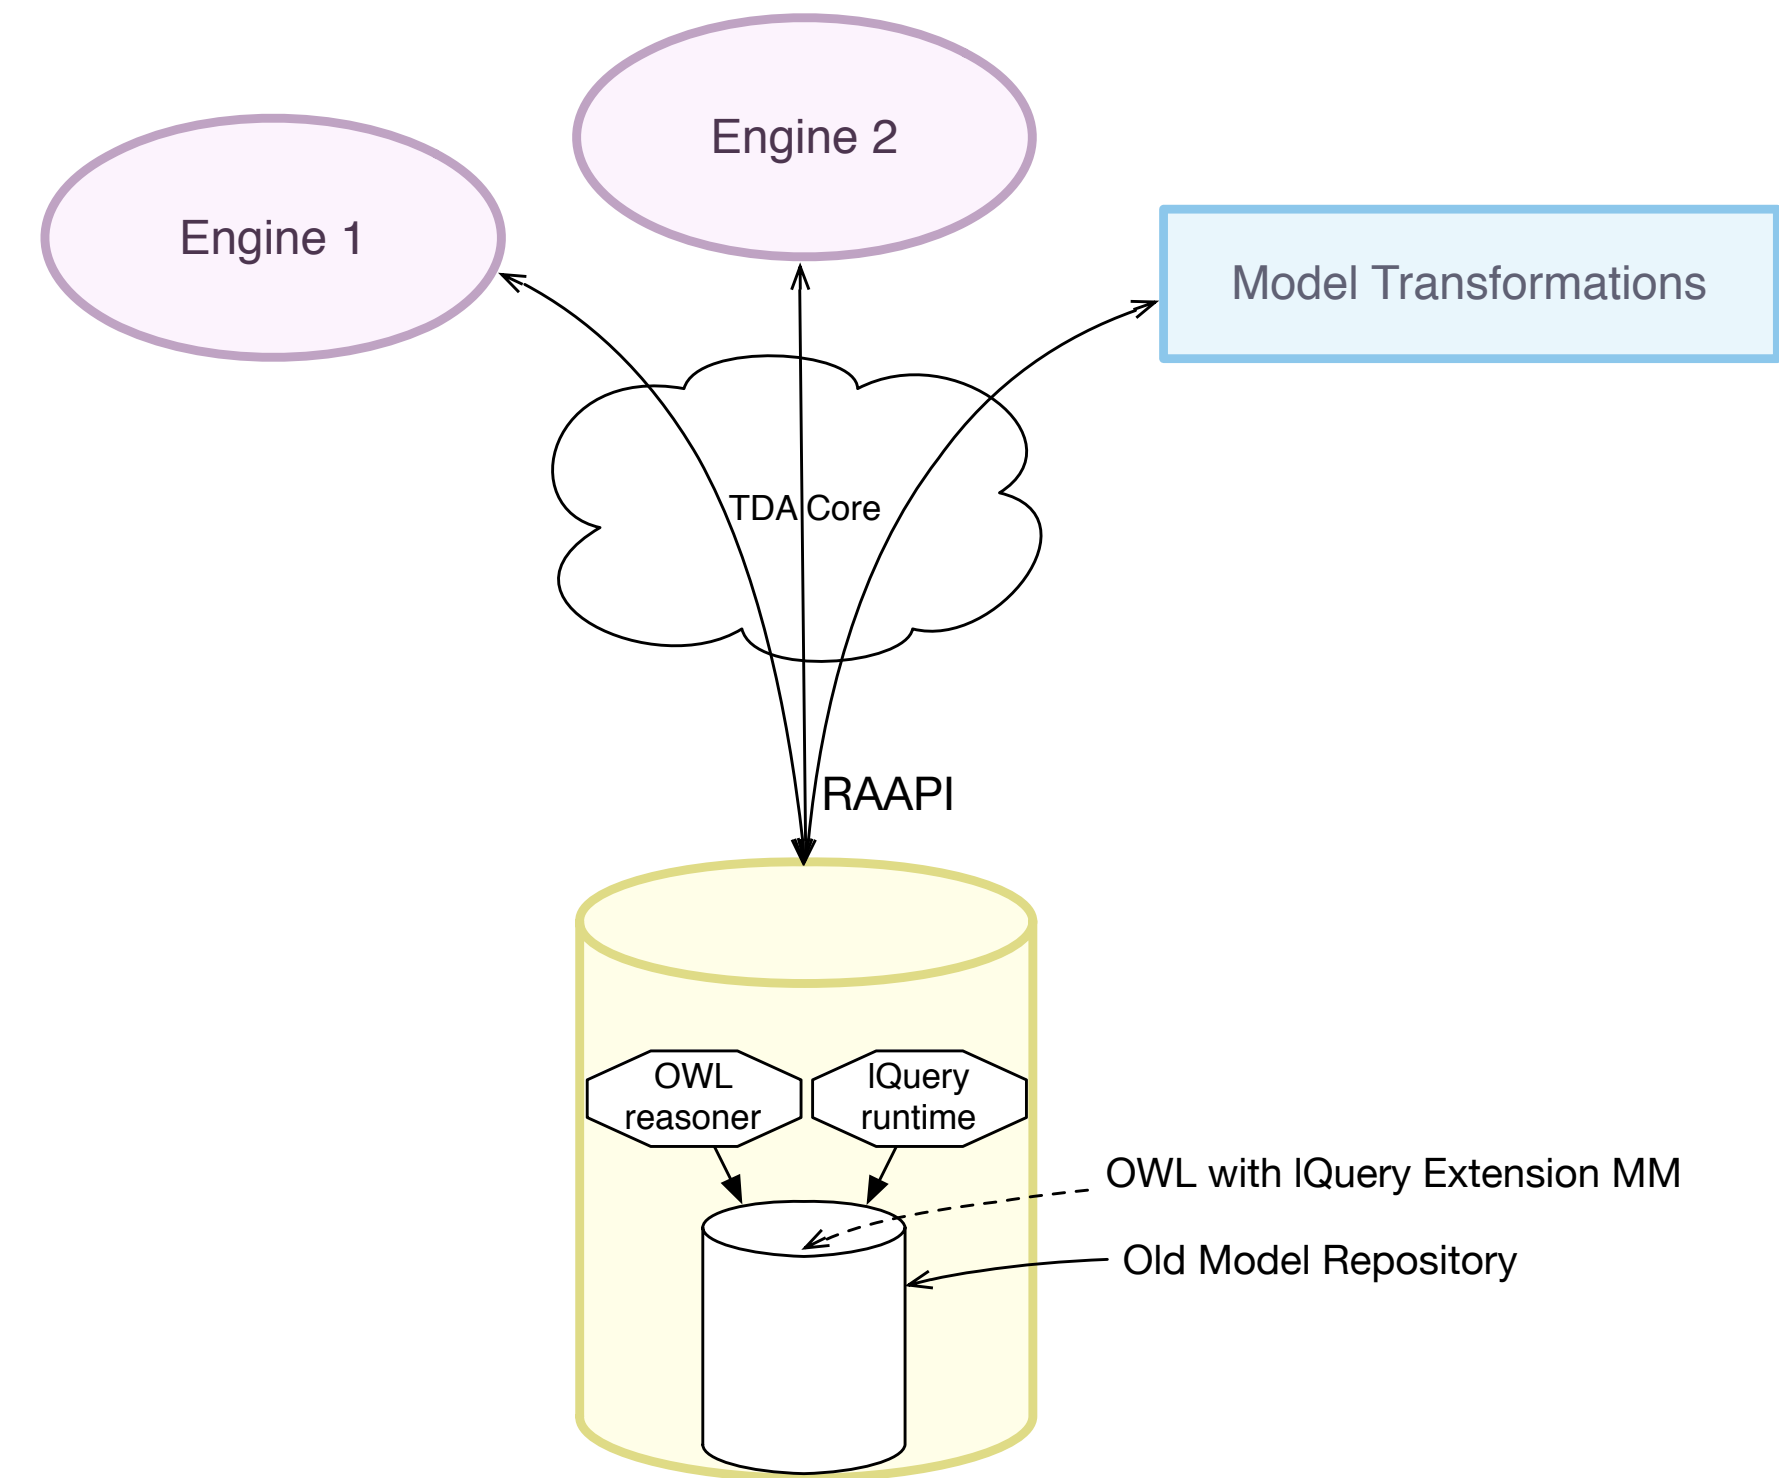 Engine 2
Engine 1
Model Transformations
TDA Core
RAAPI
OWL
reasoner
lQuery
runtime
OWL with lQuery Extension MM
Old Model Repository